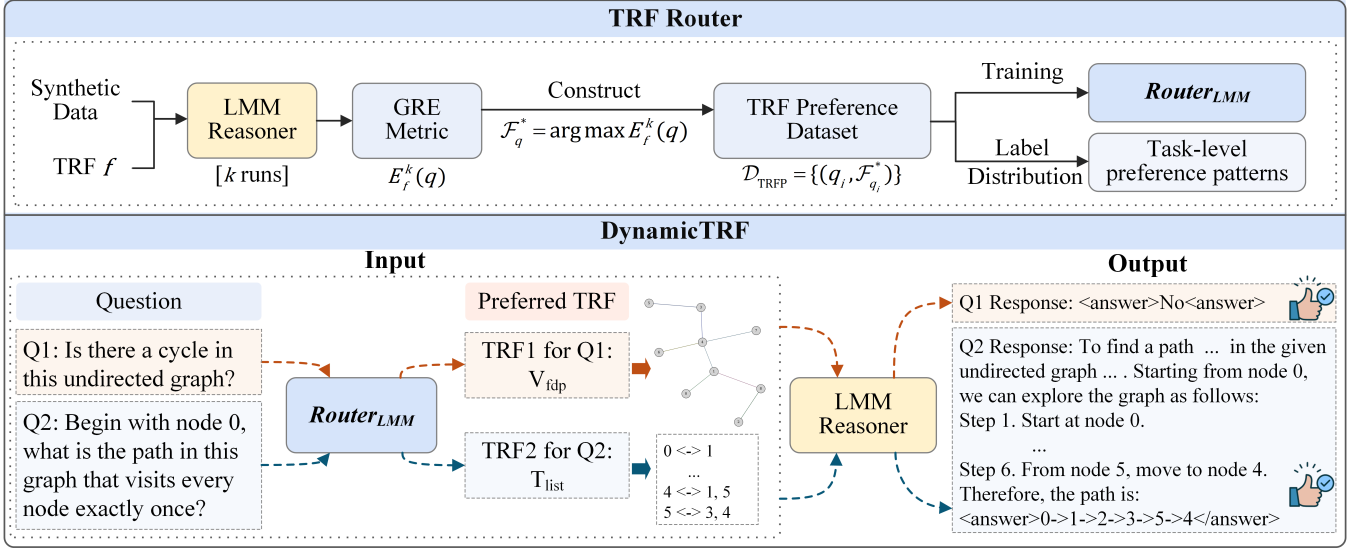 TRF Router
Synthetic
Data
TRF f
LMM
Reasoner
[k runs]
GRE
Metric
E_f^k(q)
Construct
F_q^* = arg max E_f^k(q)
TRF Preference
Dataset
D_TRFP = {(q_i, F_{q_i}^*)}
Training
Router_LMM
Label
Distribution
Task-level
preference patterns
DynamicTRF
Input
Output
Question
Q1: Is there a cycle in
this undirected graph?
Q2: Begin with node 0,
what is the path in this
graph that visits every
node exactly once?
Router_LMM
Preferred TRF
TRF1 for Q1:
V_fdp
TRF2 for Q2:
T_list
0 <-> 1
...
4 <-> 1, 5
5 <-> 3, 4
LMM
Reasoner
Q1 Response: <answer>No<answer>
Q2 Response: To find a path ... in the given
undirected graph ... . Starting from node 0,
we can explore the graph as follows:
Step 1. Start at node 0.
...
Step 6. From node 5, move to node 4.
Therefore, the path is:
<answer>0->1->2->3->5->4</answer>